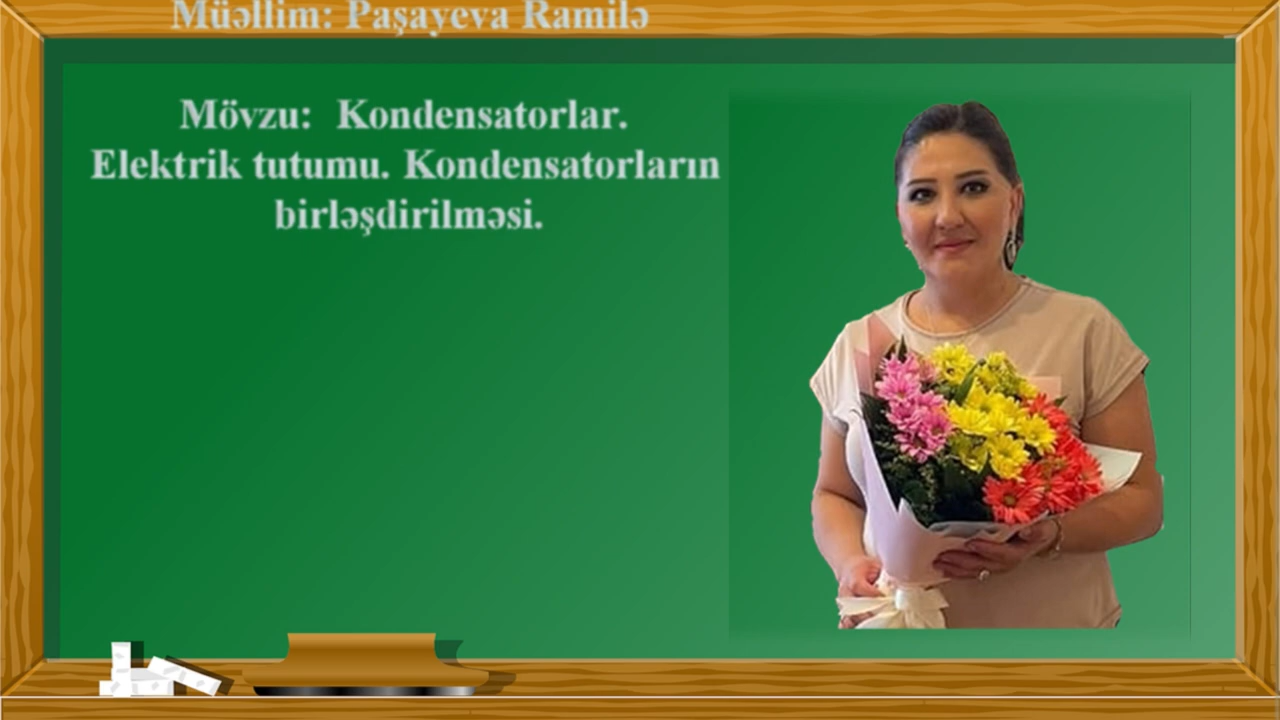 Müəllim: Paşayeva Ramilə
Mövzu: Kondensatorlar.
Elektrik tutumu. Kondensatorların
birləşdirilməsi.